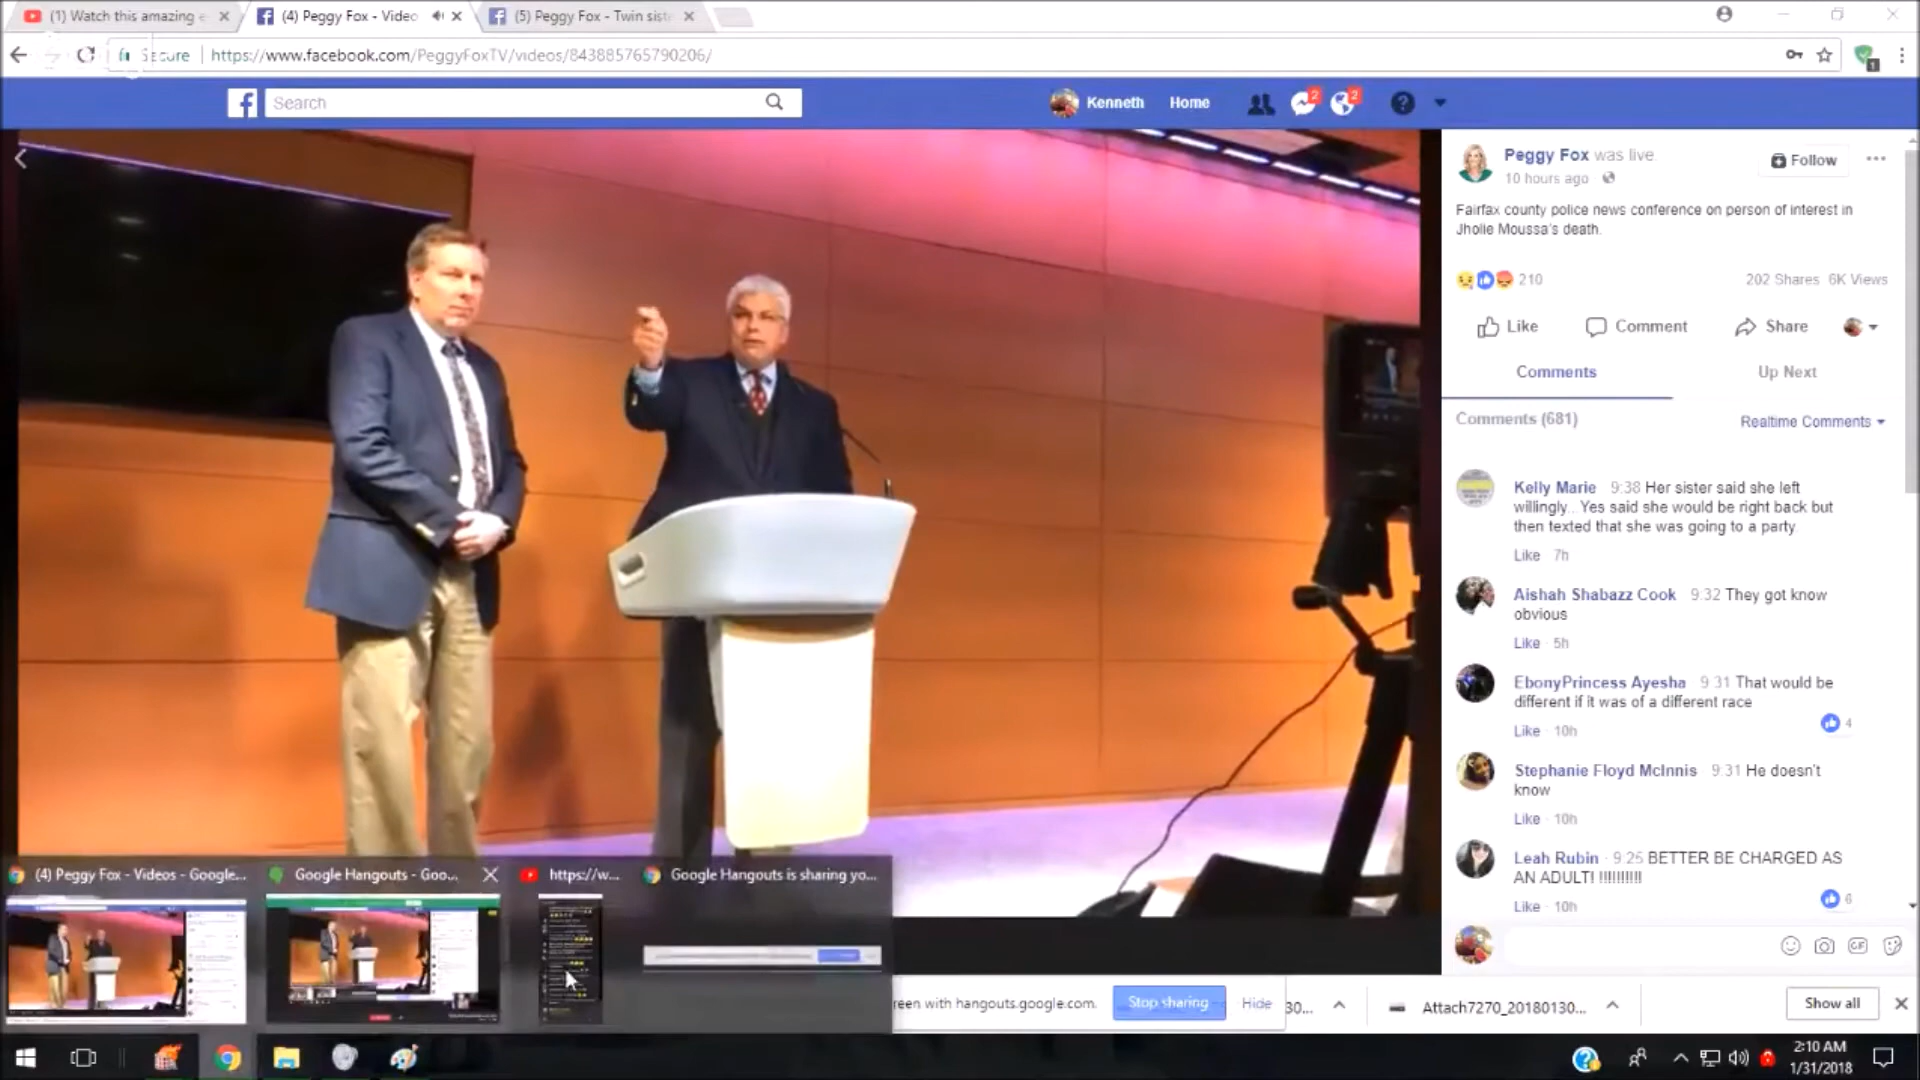 (1) Watch this amazing e
(4) Peggy Fox - Video
(5) Peggy Fox - Twin sist
Secure
https://www.facebook.com/PeggyFoxTV/videos/843885765790206/
1
Search
Kenneth
Home
2
2
Peggy Fox was live
Follow
10 hours ago
Fairfax county police news conference on person of interest in
Jholie Moussa's death.
210
202 Shares 6K Views
Like
Comment
Share
Comments
Up Next
Comments (681)
Realtime Comments
Kelly Marie 9:38 Her sister said she left
willingly...Yes said she would be right back but
then texted that she was going to a party.
Like · 7h
Aishah Shabazz Cook 9:32 They got know
obvious
Like · 5h
EbonyPrincess Ayesha 9:31 That would be
different if it was of a different race
4
Like · 10h
Stephanie Floyd McInnis 9:31 He doesn't
know
Like · 10h
Leah Rubin · 9:25 BETTER BE CHARGED AS
AN ADULT! !!!!!!!!!!
6
Like · 10h
GIF
(4) Peggy Fox - Videos - Google...
Google Hangouts - Goo...
https://w...
Google Hangouts is sharing yo...
reen with hangouts.google.com.
Stop sharing
Hide
30...
Attach7270_20180130...
Show all
2:10 AM
1/31/2018